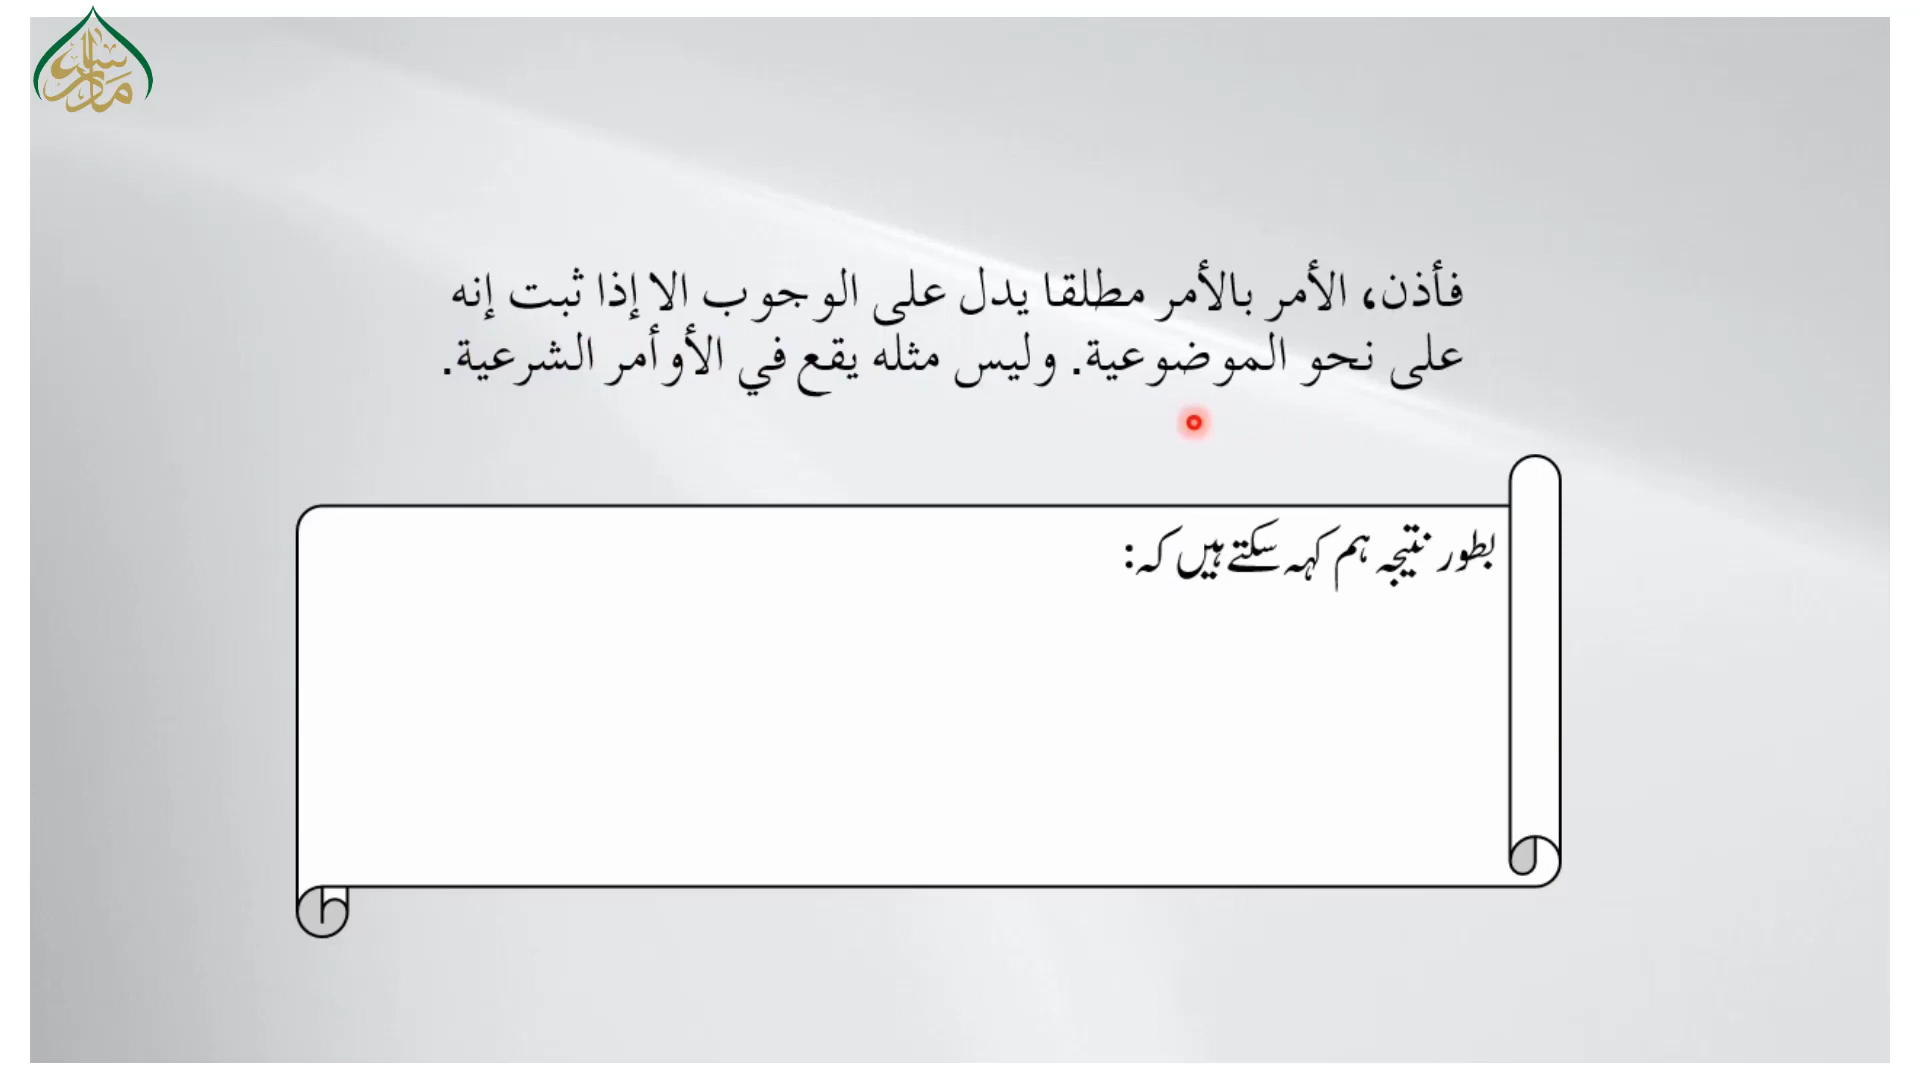 فأذن، الأمر بالأمر مطلقا يدل على الوجوب الا إذا ثبت إنه
على نحو الموضوعية. وليس مثله يقع في الأوأمر الشرعية.
بطور نتیجہ ہم کہہ سکتے ہیں کہ: